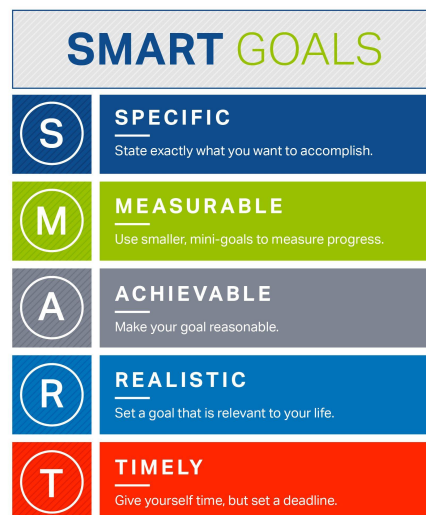 SMART GOALS
S
SPECIFIC
State exactly what you want to accomplish.
M
MEASURABLE
Use smaller, mini-goals to measure progress.
A
ACHIEVABLE
Make your goal reasonable.
R
REALISTIC
Set a goal that is relevant to your life.
T
TIMELY
Give yourself time, but set a deadline.